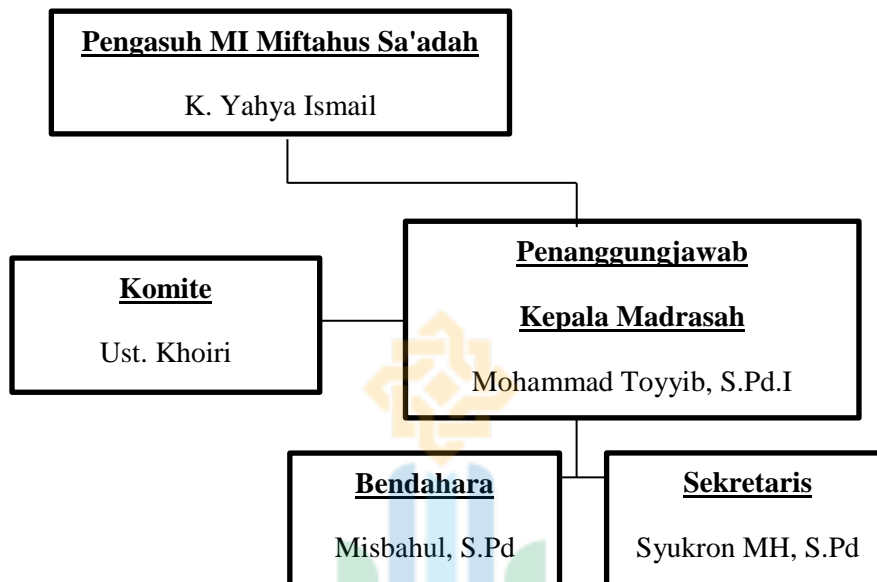 Pengasuh MI Miftahus Sa'adah
K. Yahya Ismail
Penanggungjawab
Kepala Madrasah
Mohammad Toyyib, S.Pd.I
Komite
Ust. Khoiri
Bendahara
Misbahul, S.Pd
Sekretaris
Syukron MH, S.Pd